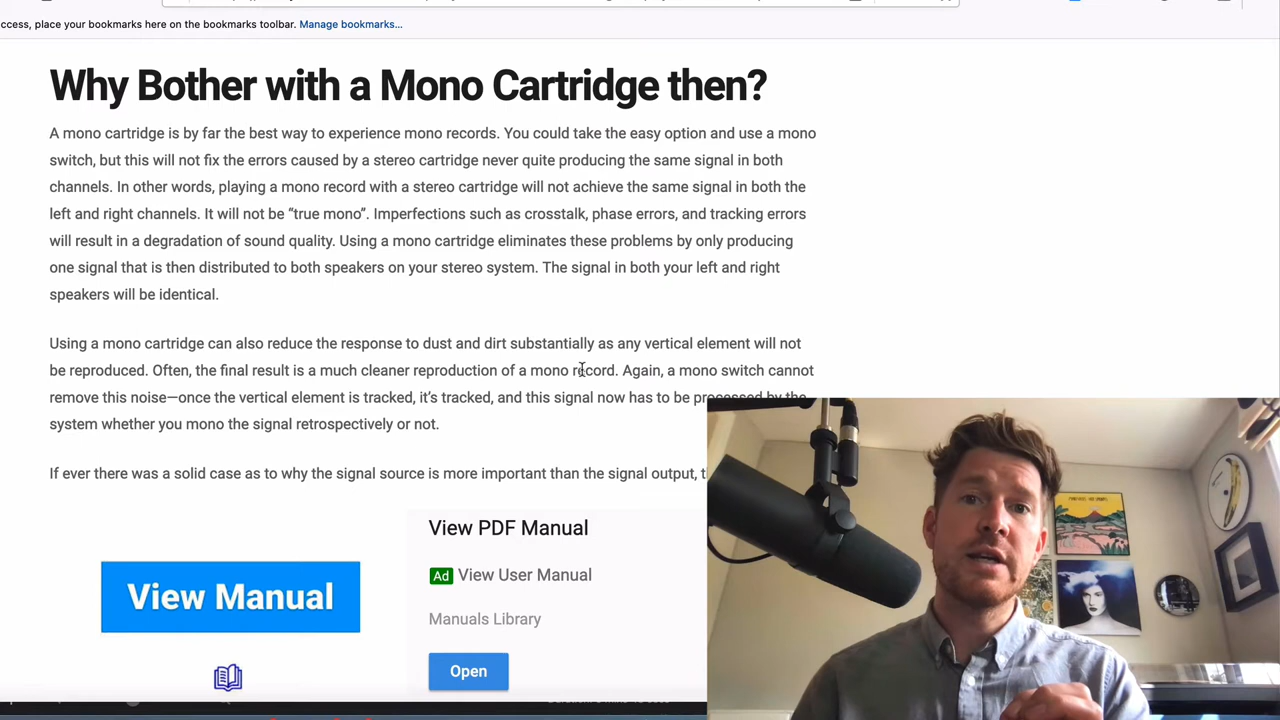 ccess, place your bookmarks here on the bookmarks toolbar. Manage bookmarks...
Why Bother with a Mono Cartridge then?
A mono cartridge is by far the best way to experience mono records. You could take the easy option and use a mono
switch, but this will not fix the errors caused by a stereo cartridge never quite producing the same signal in both
channels. In other words, playing a mono record with a stereo cartridge will not achieve the same signal in both the
left and right channels. It will not be “true mono”. Imperfections such as crosstalk, phase errors, and tracking errors
will result in a degradation of sound quality. Using a mono cartridge eliminates these problems by only producing
one signal that is then distributed to both speakers on your stereo system. The signal in both your left and right
speakers will be identical.
Using a mono cartridge can also reduce the response to dust and dirt substantially as any vertical element will not
be reproduced. Often, the final result is a much cleaner reproduction of a mono record. Again, a mono switch cannot
remove this noise—once the vertical element is tracked, it’s tracked, and this signal now has to be processed by the
system whether you mono the signal retrospectively or not.
If ever there was a solid case as to why the signal source is more important than the signal output,
View PDF Manual
Ad View User Manual
View Manual
Manuals Library
Open